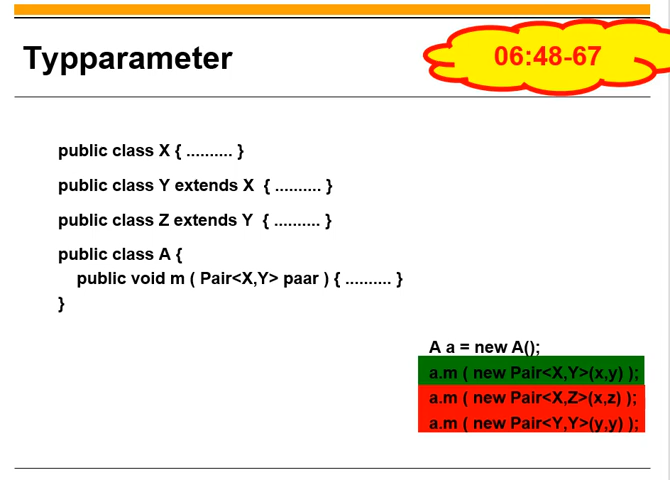 Typparameter
06:48-67
public class X { .......... }
public class Y extends X  { .......... }
public class Z extends Y  { .......... }
public class A {
public void m ( Pair<X,Y> paar ) { .......... }
}
A a = new A();
a.m ( new Pair<X,Y>(x,y) );
a.m ( new Pair<X,Z>(x,z) );
a.m ( new Pair<Y,Y>(y,y) );